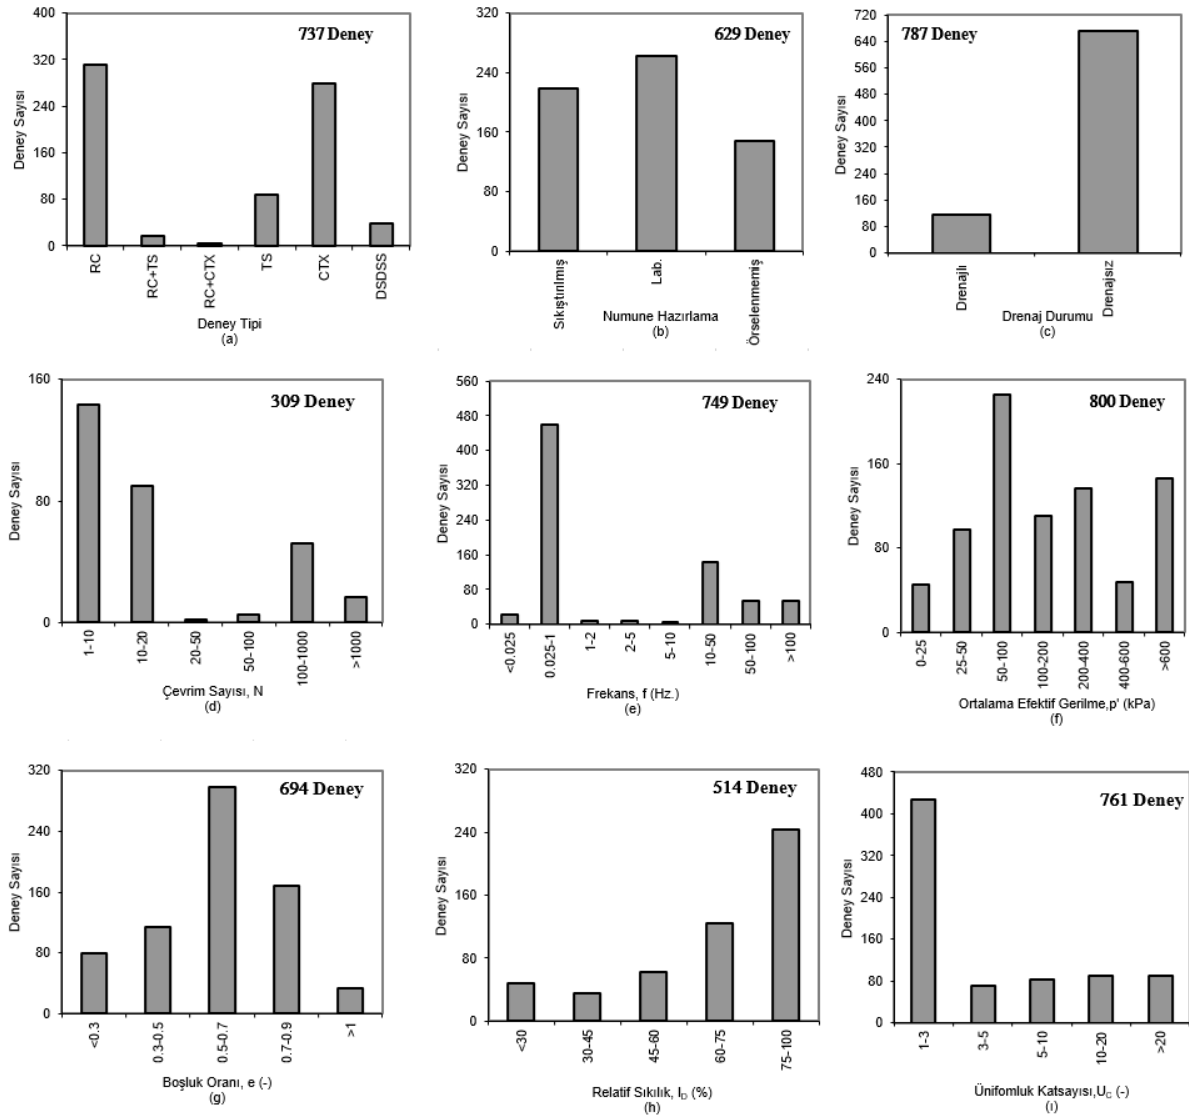 737 Deney
Deney Sayısı
400
320
240
160
80
0
RC
RC+TS
RC+CTX
TS
CTX
DSDSS
Deney Tipi
(a)
629 Deney
Deney Sayısı
320
240
160
80
0
Sıkıştırılmış
Lab.
Örselenmemiş
Numune Hazırlama
(b)
787 Deney
Deney Sayısı
720
640
560
480
400
320
240
160
80
0
Drenajlı
Drenajsız
Drenaj Durumu
(c)
309 Deney
Deney Sayısı
160
80
0
1-10
10-20
20-50
50-100
100-1000
>1000
Çevrim Sayısı, N
(d)
749 Deney
Deney Sayısı
560
480
400
320
240
160
80
0
<0.025
0.025-1
1-2
2-5
5-10
10-50
50-100
>100
Frekans, f (Hz.)
(e)
800 Deney
Deney Sayısı
240
160
80
0
0-25
25-50
50-100
100-200
200-400
400-600
>600
Ortalama Efektif Gerilme,p' (kPa)
(f)
694 Deney
Deney Sayısı
320
240
160
80
0
<0.3
0.3-0.5
0.5-0.7
0.7-0.9
>1
Boşluk Oranı, e (-)
(g)
514 Deney
Deney Sayısı
320
240
160
80
0
<30
30-45
45-60
60-75
75-100
Relatif Sıkılık, I_D (%)
(h)
761 Deney
Deney Sayısı
480
400
320
240
160
80
0
1-3
3-5
5-10
10-20
>20
Üniformluk Katsayısı,U_C (-)
(ı)